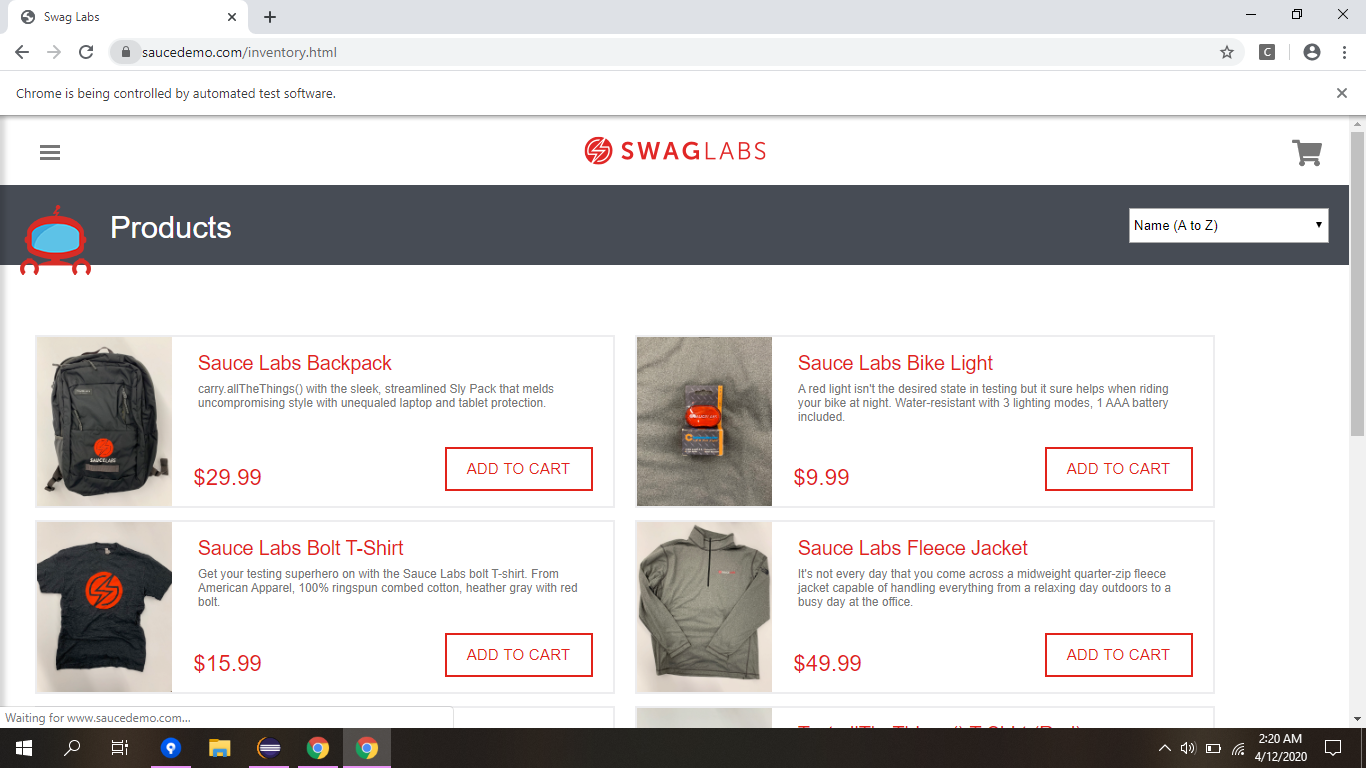 Swag Labs
saucedemo.com/inventory.html
C
Chrome is being controlled by automated test software.
SWAGLABS
Products
Name (A to Z)
Sauce Labs Backpack
carry.allTheThings() with the sleek, streamlined Sly Pack that melds
uncompromising style with unequaled laptop and tablet protection.
$29.99
ADD TO CART
SAUCELABS
Sauce Labs Bike Light
A red light isn't the desired state in testing but it sure helps when riding
your bike at night. Water-resistant with 3 lighting modes, 1 AAA battery
included.
$9.99
ADD TO CART
Sauce Labs Bolt T-Shirt
Get your testing superhero on with the Sauce Labs bolt T-shirt. From
American Apparel, 100% ringspun combed cotton, heather gray with red
bolt.
$15.99
ADD TO CART
Sauce Labs Fleece Jacket
It's not every day that you come across a midweight quarter-zip fleece
jacket capable of handling everything from a relaxing day outdoors to a
busy day at the office.
$49.99
ADD TO CART
Waiting for www.saucedemo.com...
2:20 AM
4/12/2020